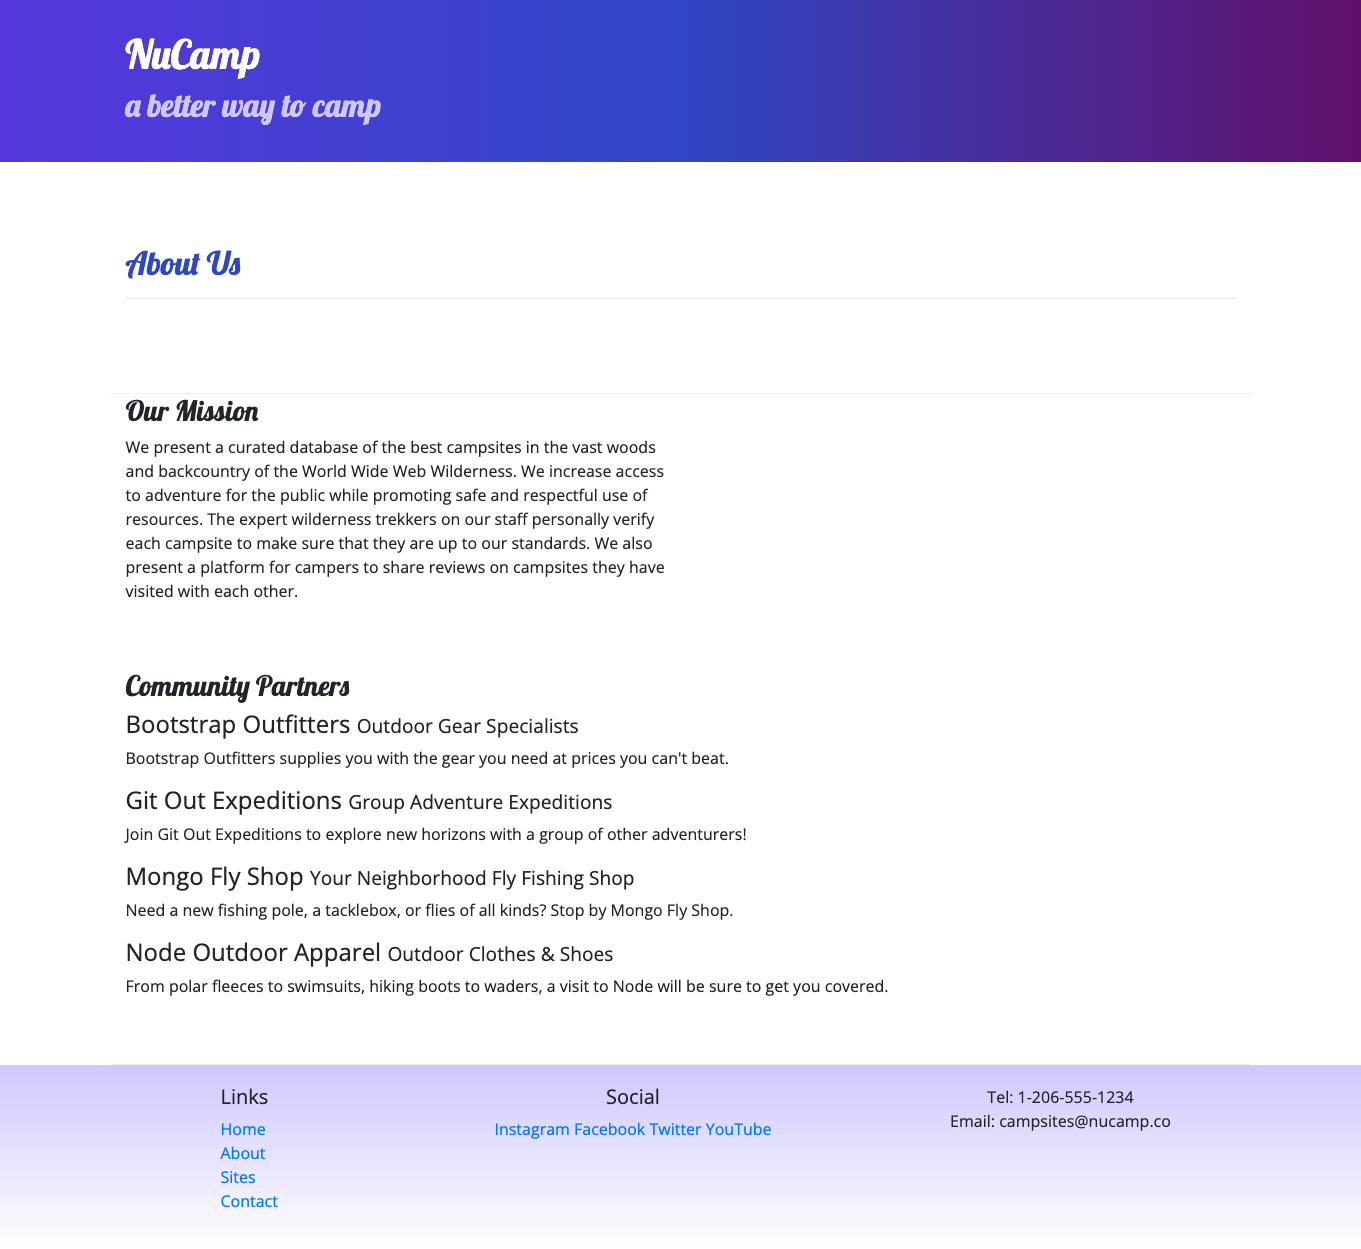 NuCamp
a better way to camp
About Us
Our Mission
We present a curated database of the best campsites in the vast woods
and backcountry of the World Wide Web Wilderness. We increase access
to adventure for the public while promoting safe and respectful use of
resources. The expert wilderness trekkers on our staff personally verify
each campsite to make sure that they are up to our standards. We also
present a platform for campers to share reviews on campsites they have
visited with each other.
Community Partners
Bootstrap Outfitters Outdoor Gear Specialists
Bootstrap Outfitters supplies you with the gear you need at prices you can't beat.
Git Out Expeditions Group Adventure Expeditions
Join Git Out Expeditions to explore new horizons with a group of other adventurers!
Mongo Fly Shop Your Neighborhood Fly Fishing Shop
Need a new fishing pole, a tacklebox, or flies of all kinds? Stop by Mongo Fly Shop.
Node Outdoor Apparel Outdoor Clothes & Shoes
From polar fleeces to swimsuits, hiking boots to waders, a visit to Node will be sure to get you covered.
Links
Home
About
Sites
Contact
Social
Instagram Facebook Twitter YouTube
Tel: 1-206-555-1234
Email: campsites@nucamp.co